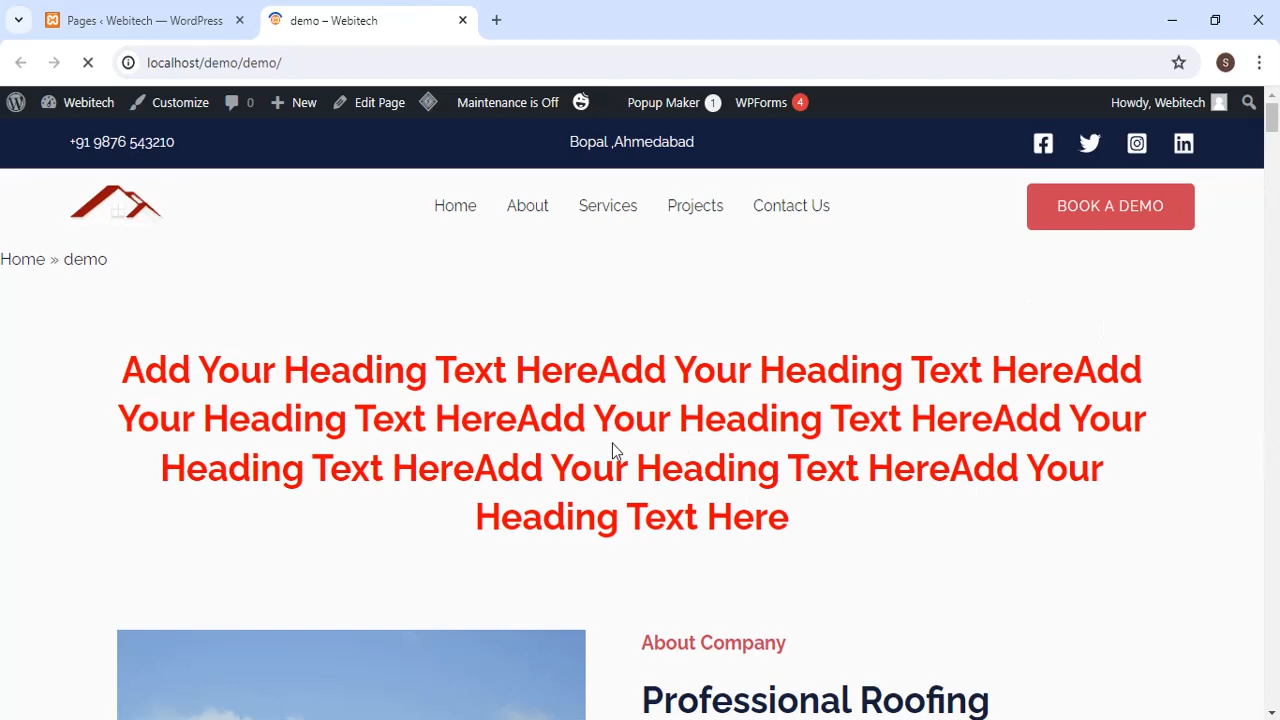 Pages ‹ Webitech — WordPress
demo – Webitech
localhost/demo/demo/
S
Webitech
Customize
0
New
Edit Page
Maintenance is Off
Popup Maker 1
WPForms 4
Howdy, Webitech
+91 9876 543210
Bopal ,Ahmedabad
Home
About
Services
Projects
Contact Us
BOOK A DEMO
Home » demo
Add Your Heading Text HereAdd Your Heading Text HereAdd
Your Heading Text HereAdd Your Heading Text HereAdd Your
Heading Text HereAdd Your Heading Text HereAdd Your
Heading Text Here
About Company
Professional Roofing